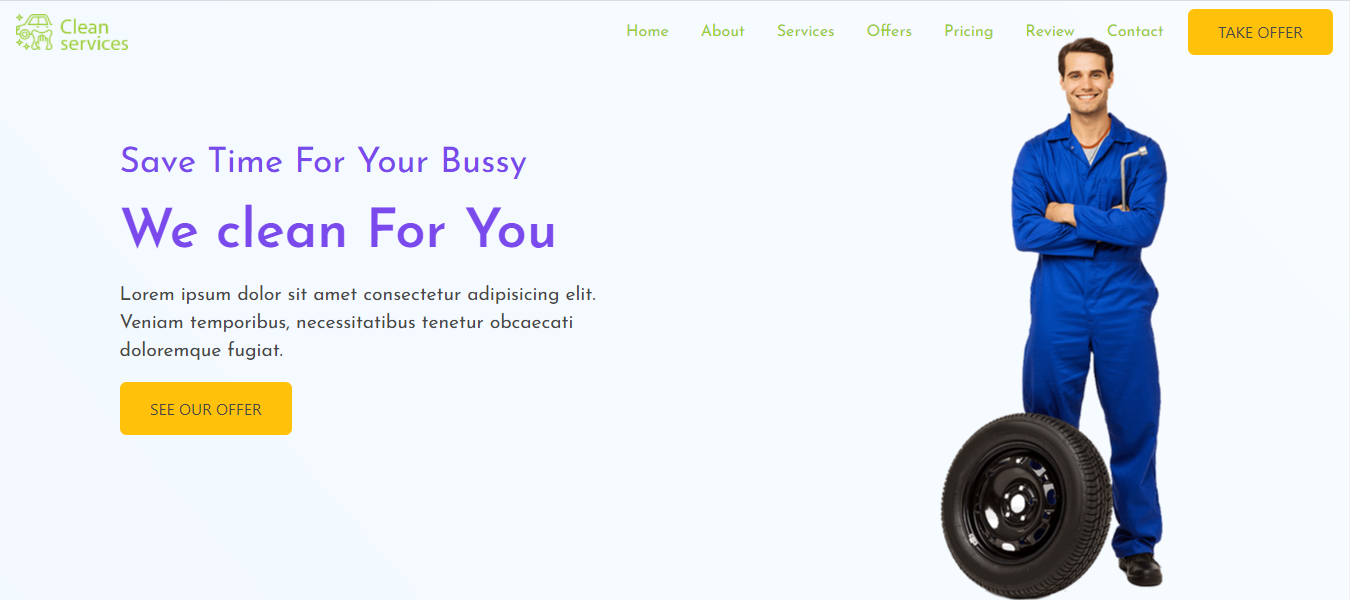 Clean
services
Home About Services Offers Pricing Review Contact TAKE OFFER
Save Time For Your Bussy
We clean For You
Lorem ipsum dolor sit amet consectetur adipisicing elit.
Veniam temporibus, necessitatibus tenetur obcaecati
doloremque fugiat.
SEE OUR OFFER